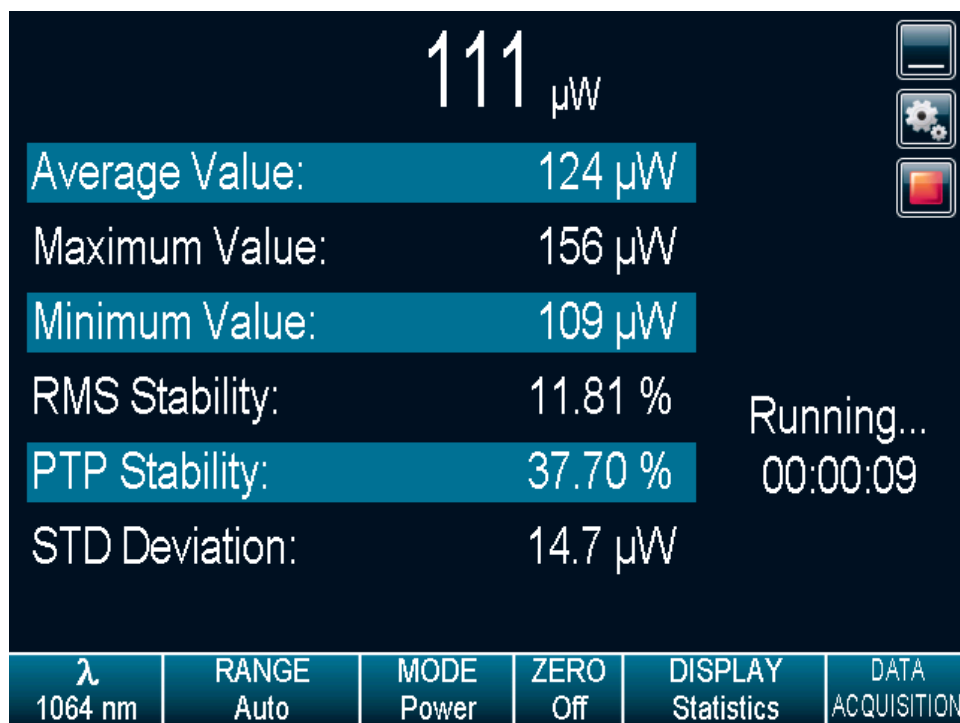 111 µW
Average Value: 124 µW
Maximum Value: 156 µW
Minimum Value: 109 µW
RMS Stability: 11.81 %
PTP Stability: 37.70 %
STD Deviation: 14.7 µW
Running...
00:00:09
λ RANGE MODE ZERO DISPLAY DATA
1064 nm Auto Power Off Statistics ACQUISITION